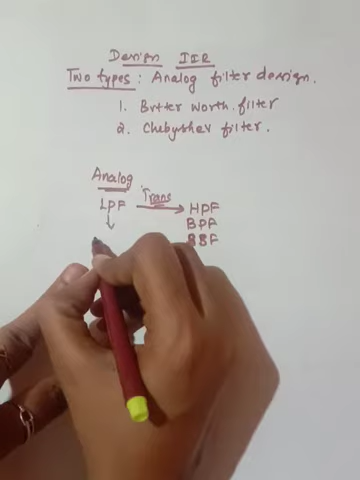 Design IIR
Two types: Analog filter design.
1. Butter worth filter
2. Chebyshev filter.
Analog
LPF Trans HPF
BPF
BSF